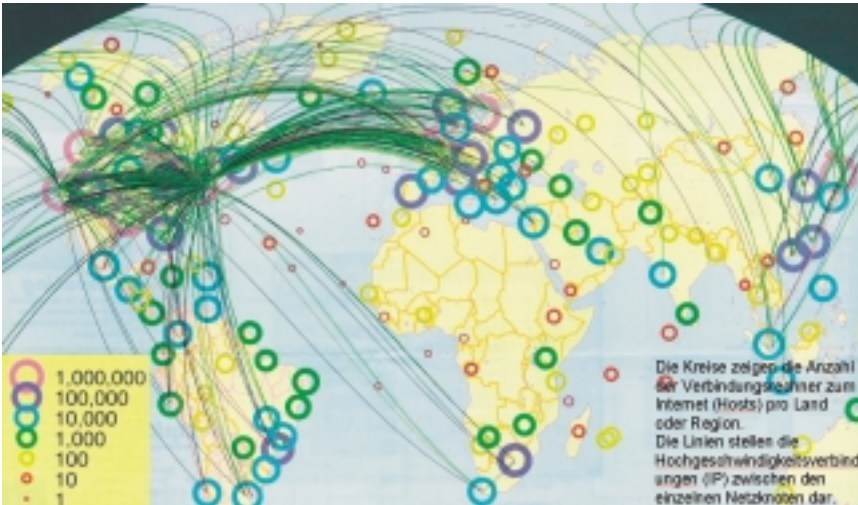 1,000,000
100,000
10,000
1,000
100
10
1
Die Kreise zeigen die Anzahl
der Verbindungsrechner zum
Internet (Hosts) pro Land
oder Region.
Die Linien stellen die
Hochgeschwindigkeitsverbind
ungen (IP) zwischen den
einzelnen Netzknoten dar.